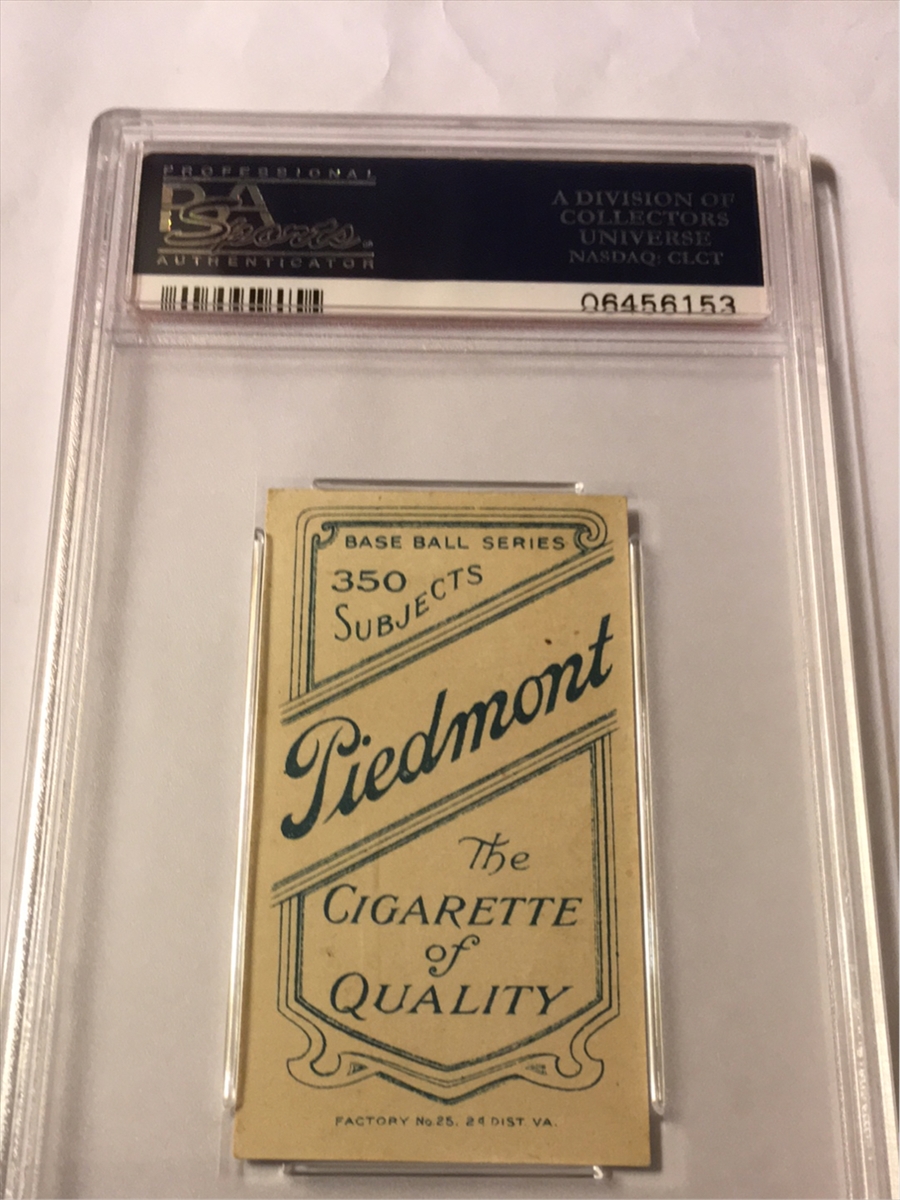 PROFESSIONAL
PSA
Sports.
AUTHENTICATOR
A DIVISION OF
COLLECTORS
UNIVERSE
NASDAQ: CLCT
06456153
BASE BALL SERIES
350
SUBJECTS
Piedmont
The
CIGARETTE
of
QUALITY
FACTORY No. 25, 2d DIST. VA.